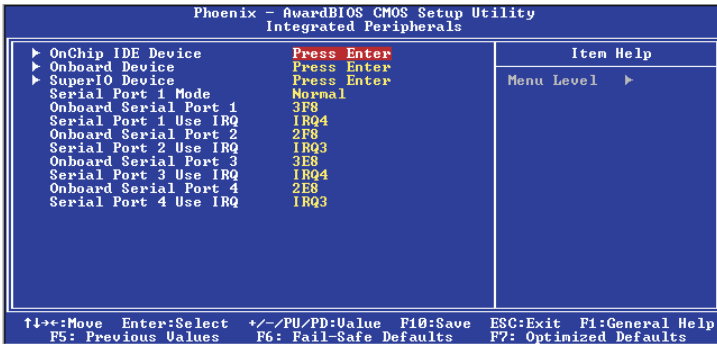 Phoenix - AwardBIOS CMOS Setup Utility
Integrated Peripherals
▶ OnChip IDE Device Press Enter
▶ Onboard Device Press Enter
▶ SuperIO Device Press Enter
Serial Port 1 Mode Normal
Onboard Serial Port 1 3F8
Serial Port 1 Use IRQ IRQ4
Onboard Serial Port 2 2F8
Serial Port 2 Use IRQ IRQ3
Onboard Serial Port 3 3E8
Serial Port 3 Use IRQ IRQ4
Onboard Serial Port 4 2E8
Serial Port 4 Use IRQ IRQ3
Item Help
Menu Level ▶
↑↓→←:Move Enter:Select +/-/PU/PD:Value F10:Save ESC:Exit F1:General Help
F5: Previous Values F6: Fail-Safe Defaults F7: Optimized Defaults